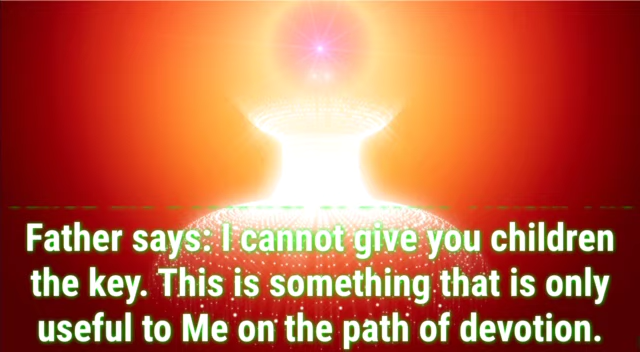 Father says: I cannot give you children
the key. This is something that is only
useful to Me on the path of devotion.